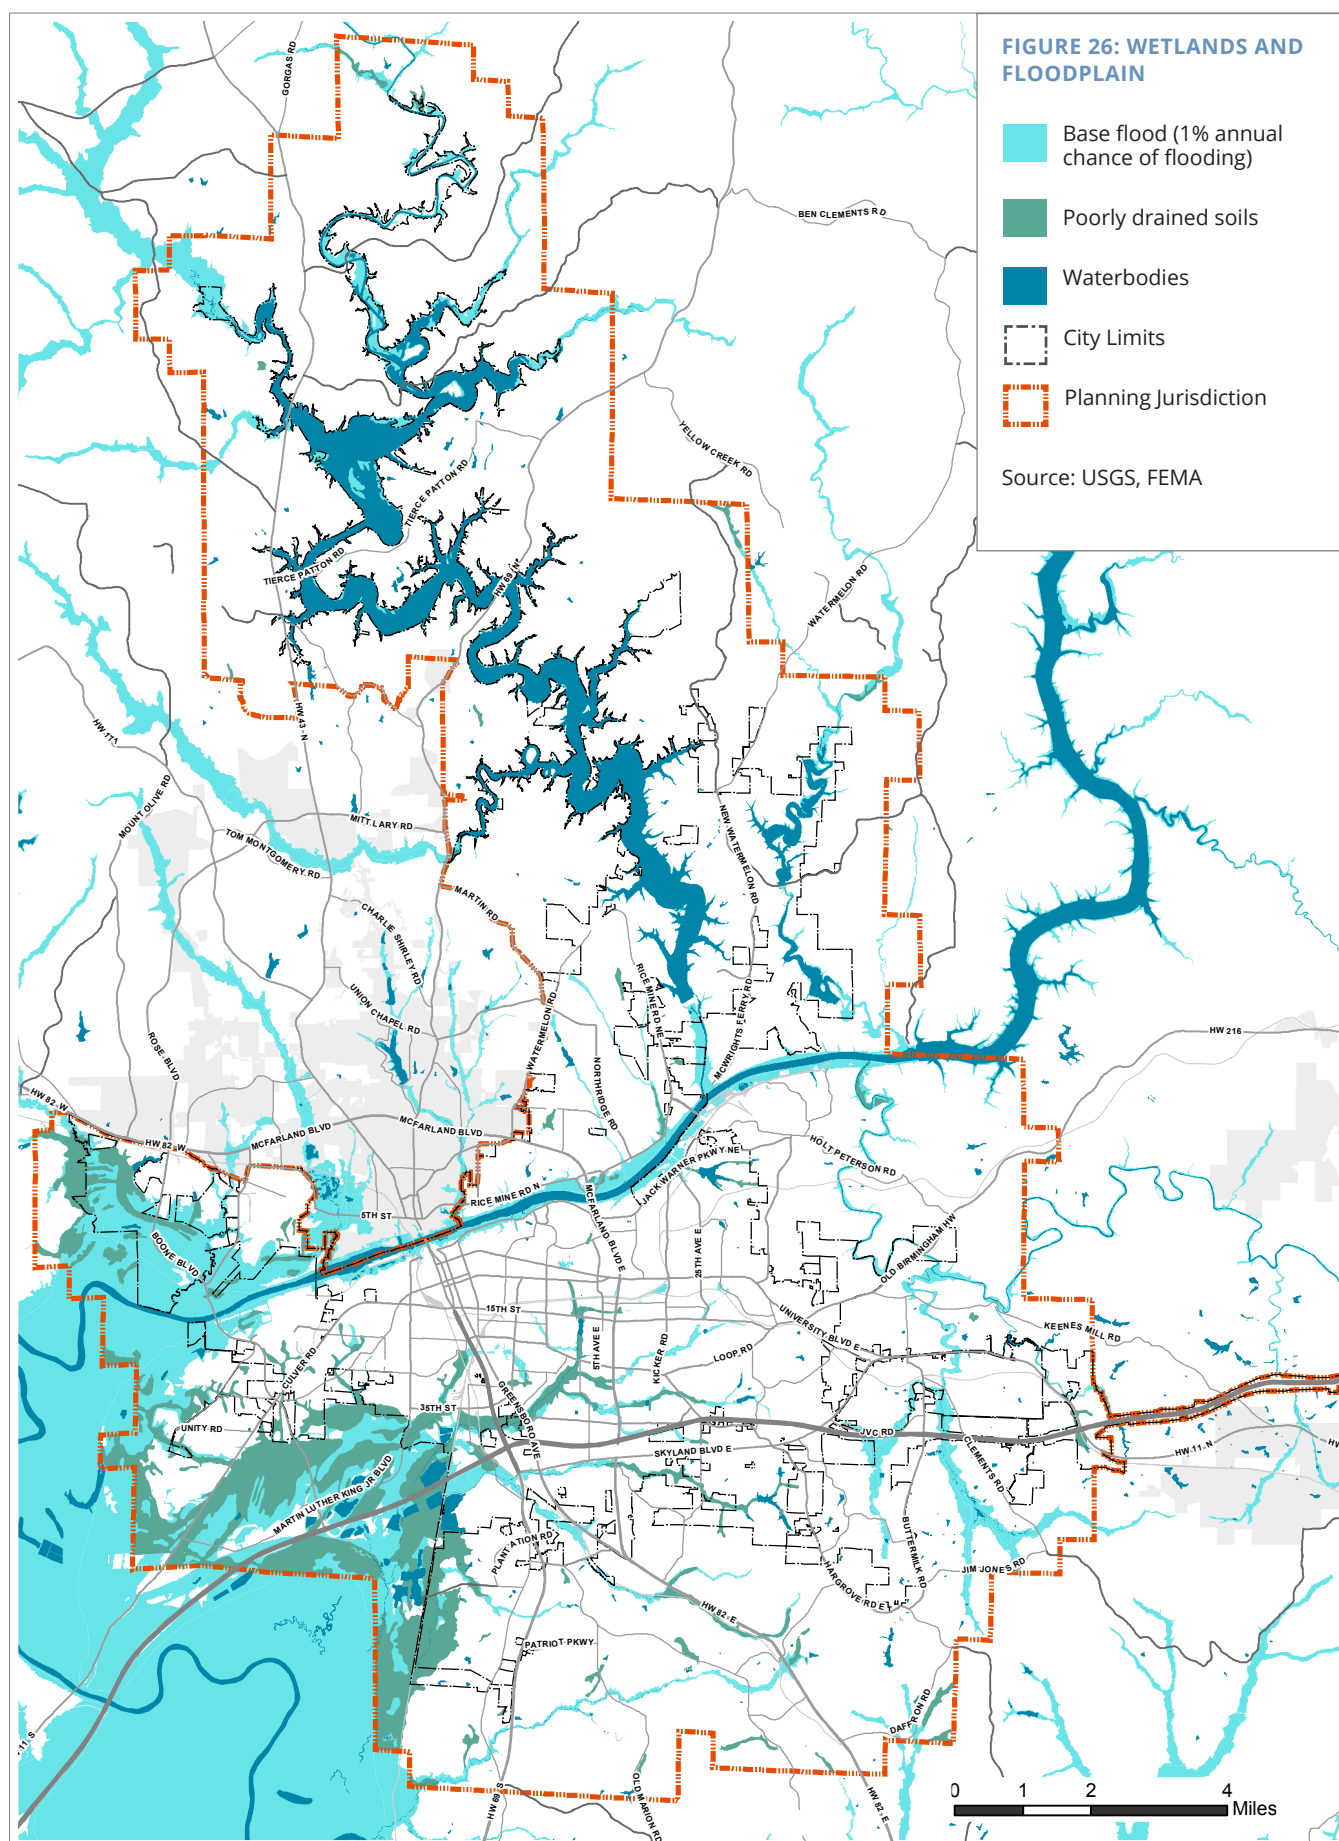 FIGURE 26: WETLANDS AND
FLOODPLAIN
Base flood (1% annual
chance of flooding)
Poorly drained soils
Waterbodies
City Limits
Planning Jurisdiction
Source: USGS, FEMA
GORGAS RD
BEN CLEMENTS RD
YELLOW CREEK RD
TIERCE PATTON RD
TIERCE PATTON RD
HW 69 N
WATERMELON RD
HW 43 N
HW 171
MOUNT OLIVE RD
MITT LARY RD
TOM MONTGOMERY RD
NEW WATERMELON RD
MARTIN RD
CHARLIE SHIRLEY RD
RICE MINE RD NE
UNION CHAPEL RD
WATERMELON RD
MCWRIGHTS FERRY RD
HW 216
ROSE BLVD
NORTHRIDGE RD
HW 82 W
HW 82 W
MCFARLAND BLVD
MCFARLAND BLVD
HOLT PETERSON RD
JACK WARNER PKWY NE
RICE MINE RD N
5TH ST
MCFARLAND BLVD E
25TH AVE E
BOONE BLVD
OLD BIRMINGHAM HW
15TH ST
UNIVERSITY BLVD E
KEENES MILL RD
5TH AVE E
KICKER RD
LOOP RD
CULVER RD
GREENSBORO AVE
35TH ST
UNITY RD
JVC RD
SKYLAND BLVD E
CLEMENTS RD
HW 11 N
MARTIN LUTHER KING JR BLVD
PLANTATION RD
BUTTERMILK RD
HARGROVE RD E
JIM JONES RD
HW 82 E
PATRIOT PKWY
DAFFRON RD
11 S
HW 69 S
OLD MARION RD
HW 82 E
0 1 2 4
Miles